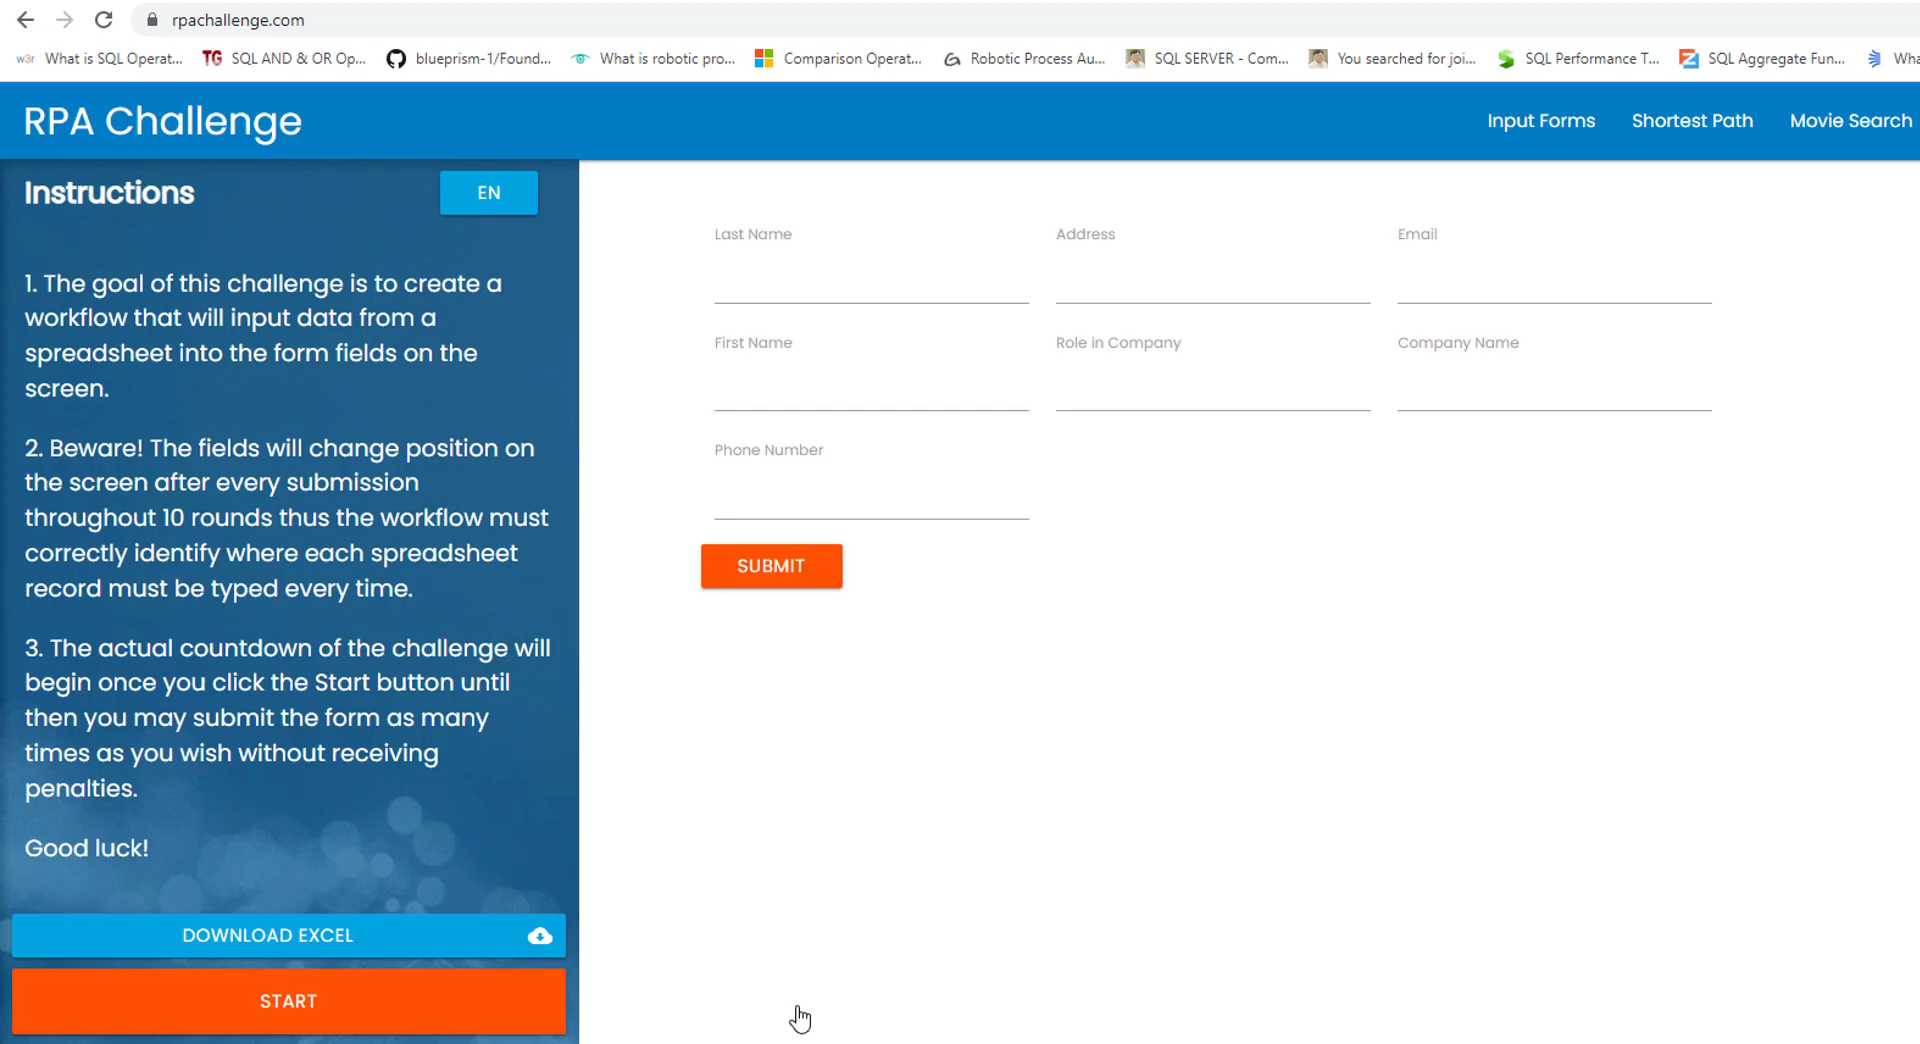 rpachallenge.com
w3r What is SQL Operat... TG SQL AND & OR Op... blueprism-1/Found... What is robotic pro... Comparison Operat... Robotic Process Au... SQL SERVER - Com... You searched for joi... SQL Performance T... SQL Aggregate Fun... Wha
RPA Challenge
Input Forms Shortest Path Movie Search
Instructions
EN
1. The goal of this challenge is to create a
workflow that will input data from a
spreadsheet into the form fields on the
screen.
2. Beware! The fields will change position on
the screen after every submission
throughout 10 rounds thus the workflow must
correctly identify where each spreadsheet
record must be typed every time.
3. The actual countdown of the challenge will
begin once you click the Start button until
then you may submit the form as many
times as you wish without receiving
penalties.
Good luck!
DOWNLOAD EXCEL
START
Last Name Address Email
First Name Role in Company Company Name
Phone Number
SUBMIT